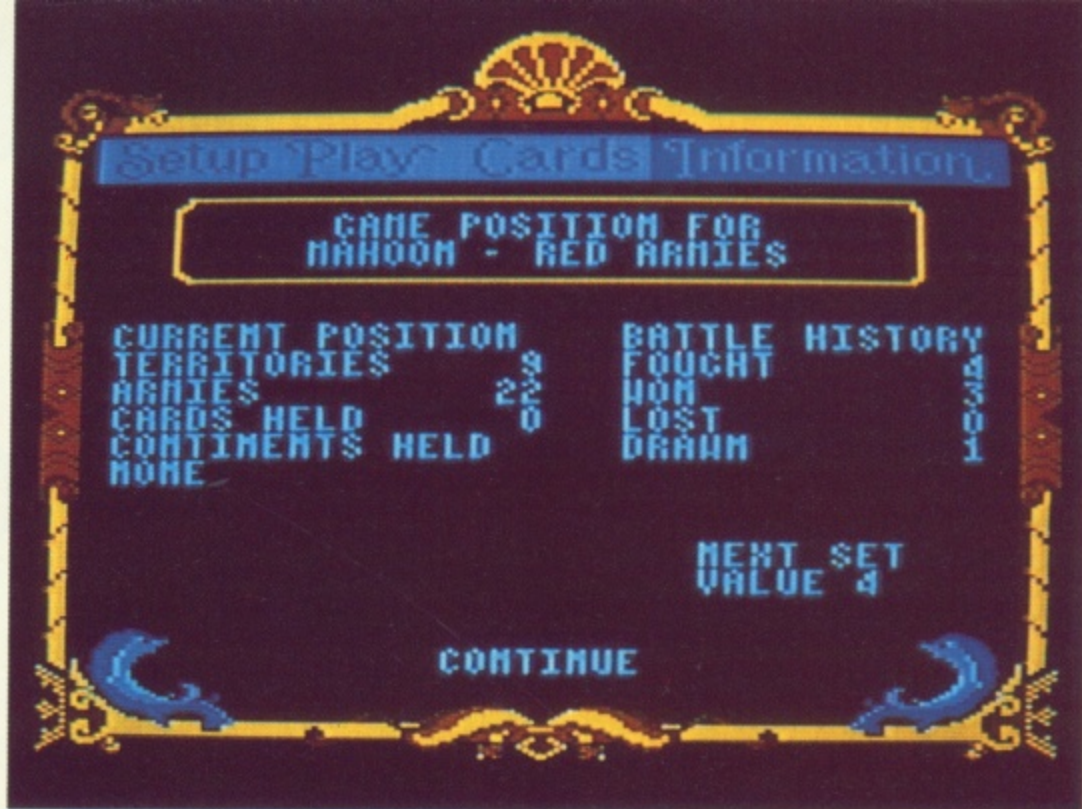 Setup Play Cards Information
GAME POSITION FOR
MAHOOM - RED ARMIES
CURRENT POSITION
TERRITORIES 9
ARMIES 22
CARDS HELD 0
CONTINENTS HELD
NONE
BATTLE HISTORY
FOUGHT 4
WON 3
LOST 0
DRAWN 1
NEXT SET
VALUE 4
CONTINUE